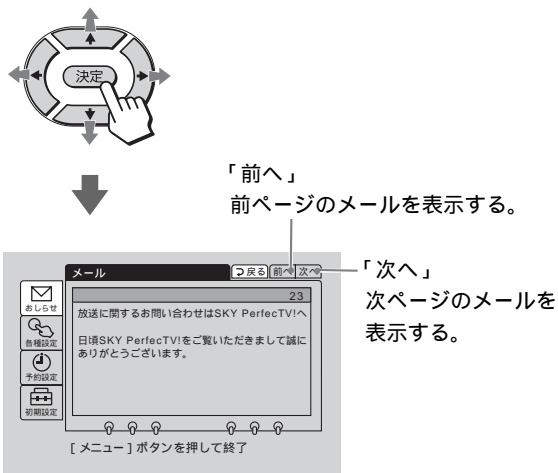 決定
「前へ」
前ページのメールを表示する。
メール
戻る 前へ 次へ
「次へ」
次ページのメールを
表示する。
おしらせ
各種設定
予約設定
初期設定
23
放送に関するお問い合わせはSKY PerfecTV!へ
日頃SKY PerfecTV!をご覧いただきまして誠に
ありがとうございます。
[メニュー]ボタンを押して終了